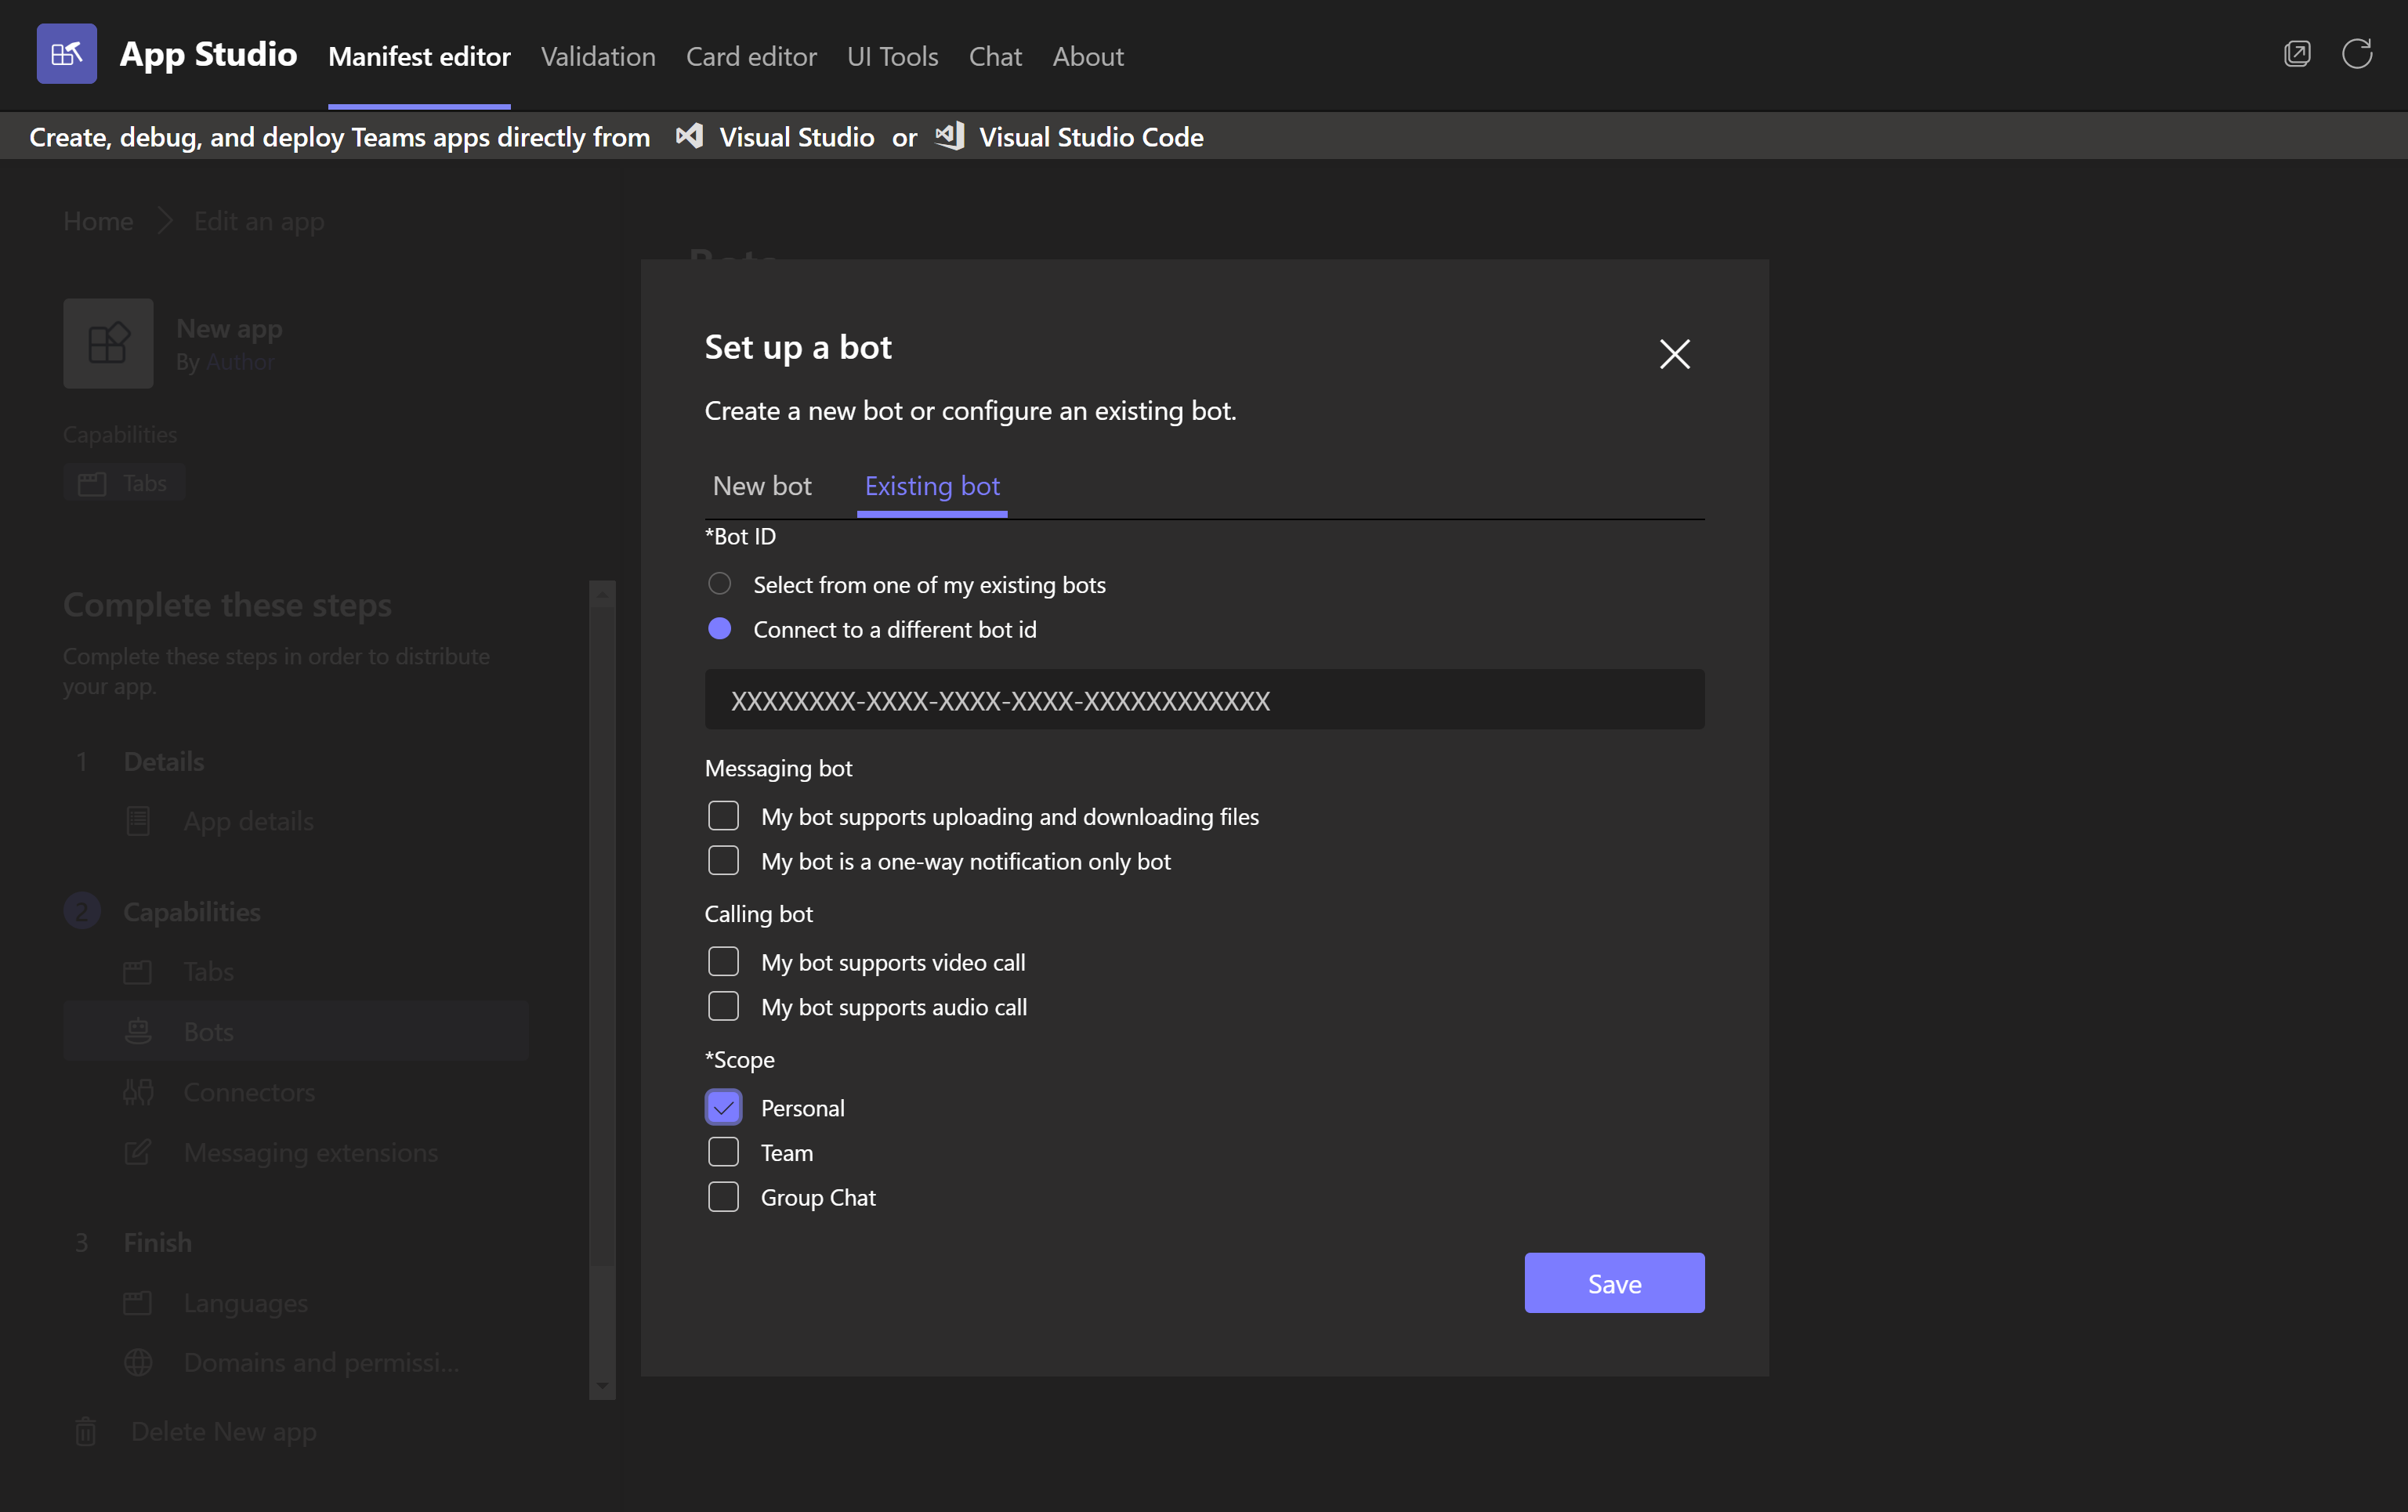 App Studio
Manifest editor
Validation
Card editor
UI Tools
Chat
About
Create, debug, and deploy Teams apps directly from Visual Studio or Visual Studio Code
Home
Edit an app
New app
By Author
Capabilities
Tabs
Complete these steps
Complete these steps in order to distribute
your app.
1 Details
App details
2 Capabilities
Tabs
Bots
Connectors
Messaging extensions
3 Finish
Languages
Domains and permissi...
Delete New app
Bots
Set up a bot
Create a new bot or configure an existing bot.
New bot
Existing bot
*Bot ID
Select from one of my existing bots
Connect to a different bot id
XXXXXXXX-XXXX-XXXX-XXXX-XXXXXXXXXXXX
Messaging bot
My bot supports uploading and downloading files
My bot is a one-way notification only bot
Calling bot
My bot supports video call
My bot supports audio call
*Scope
Personal
Team
Group Chat
Save